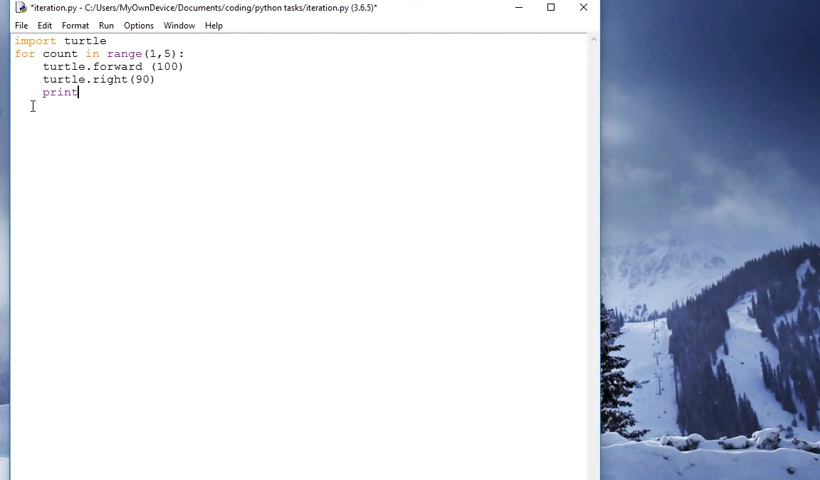 *iteration.py - C:/Users/MyOwnDevice/Documents/coding/python tasks/iteration.py (3.6.5)*
File Edit Format Run Options Window Help
import turtle
for count in range(1,5):
    turtle.forward (100)
    turtle.right(90)
    print